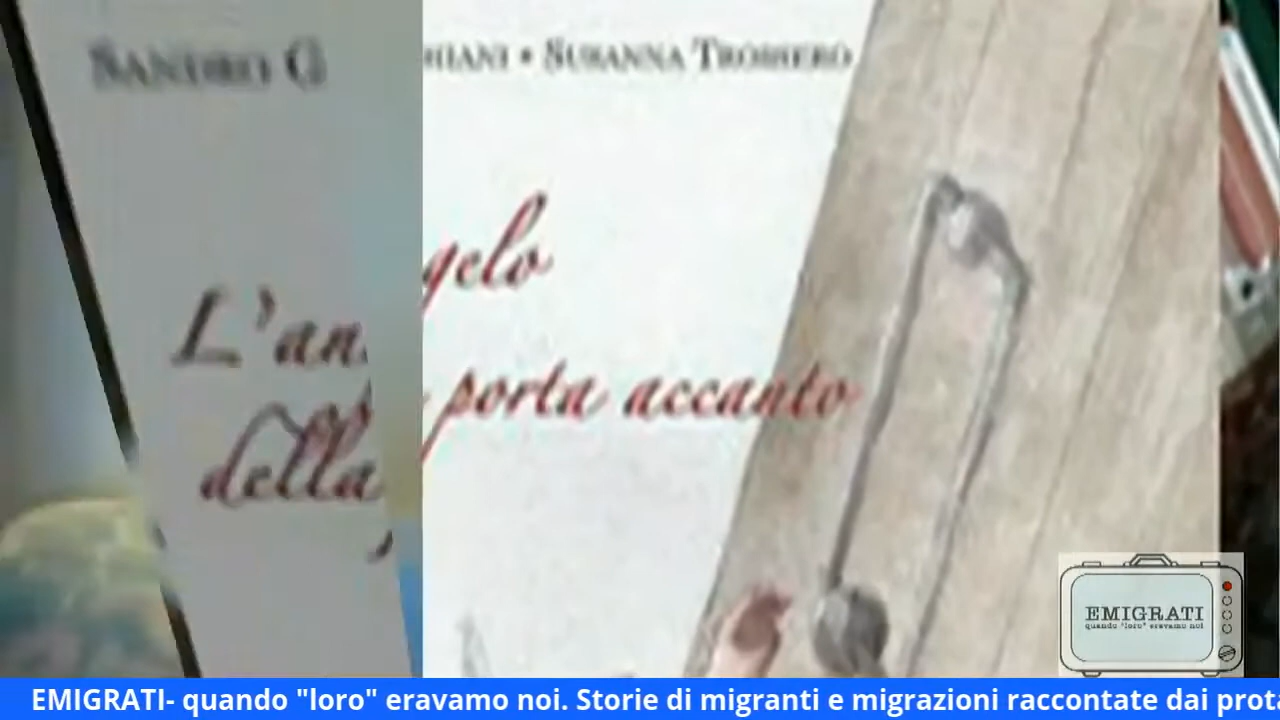 SANDRO G
HIANI • SUSANNA TROSSERO
L'an
gelo
della
porta accanto
EMIGRATI
quando "loro" eravamo noi
EMIGRATI- quando "loro" eravamo noi. Storie di migranti e migrazioni raccontate dai prota